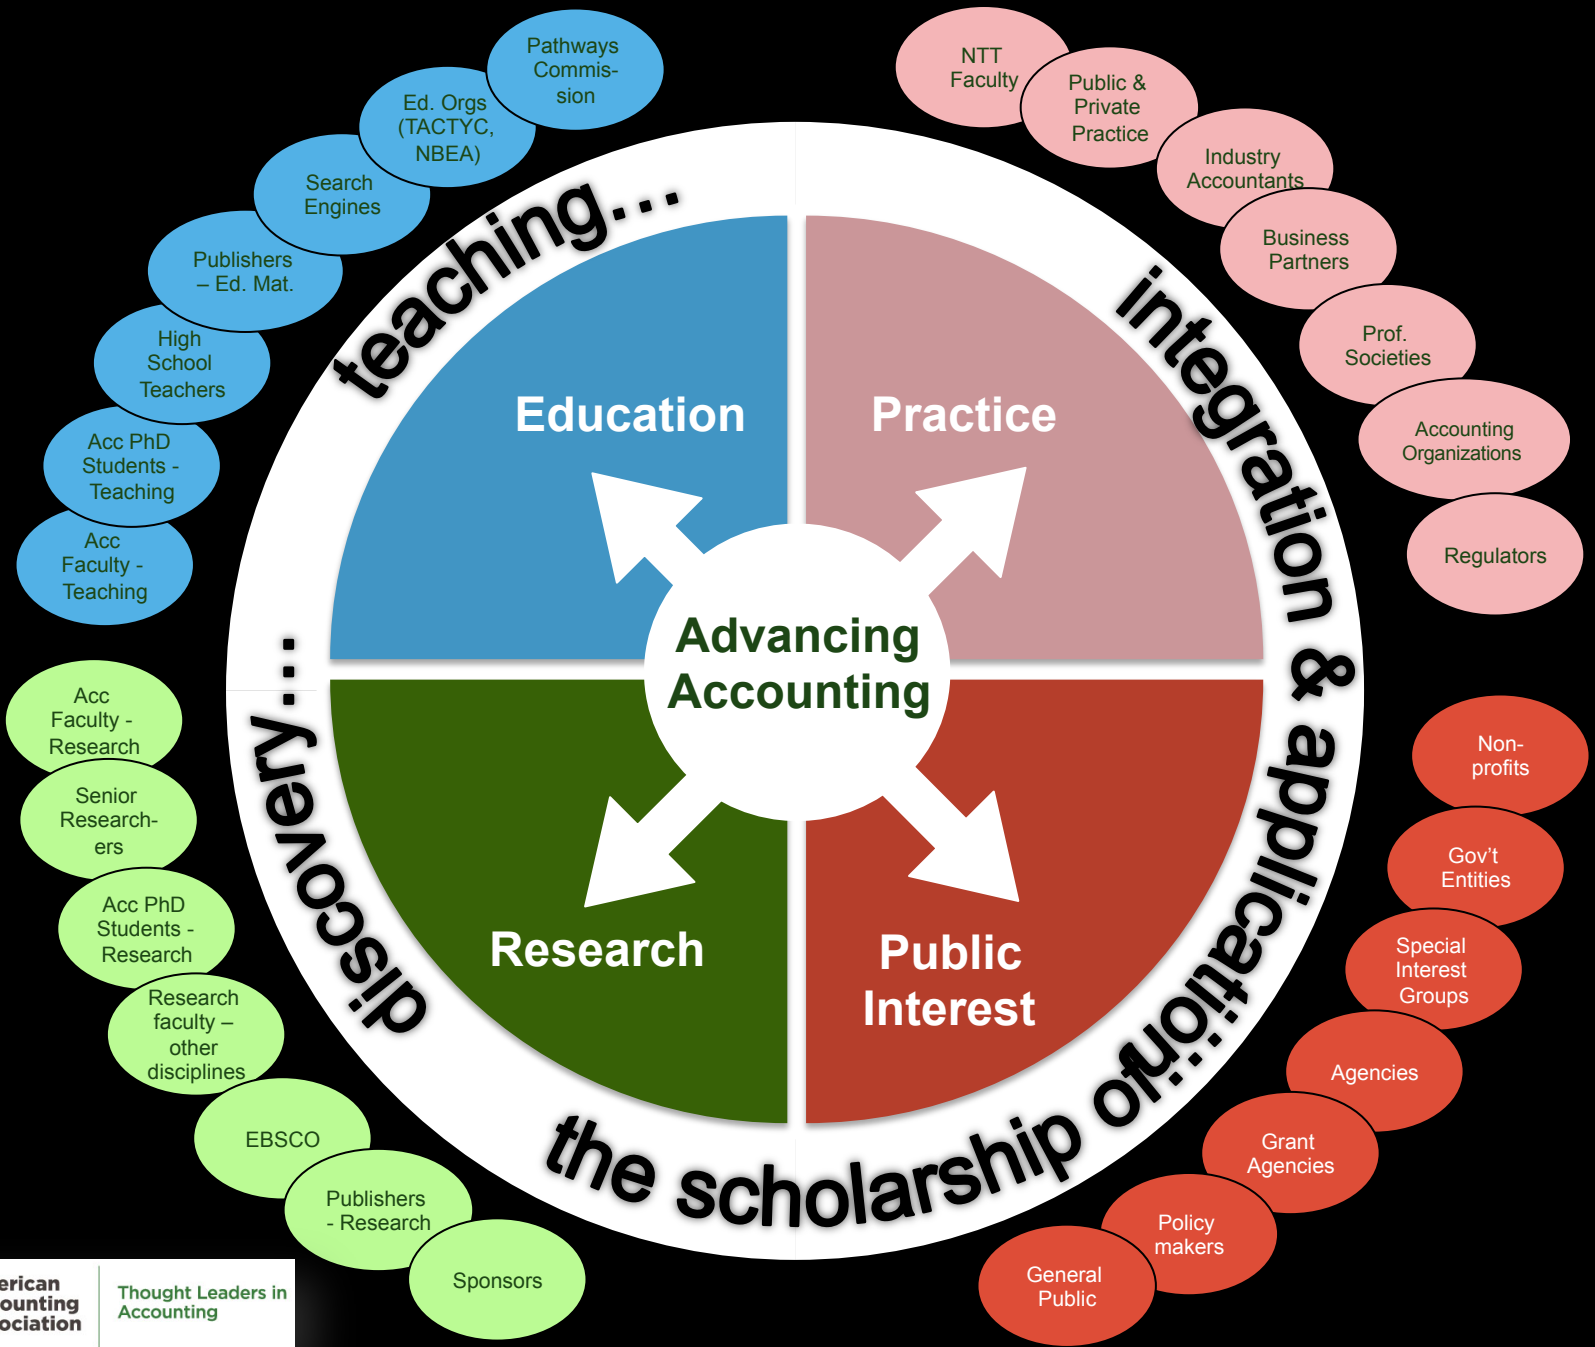 Pathways
Commis-
sion
Ed. Orgs
(TACTYC,
NBEA)
Search
Engines
Publishers
– Ed. Mat.
High
School
Teachers
Acc PhD
Students -
Teaching
Acc
Faculty -
Teaching
NTT
Faculty
Public &
Private
Practice
Industry
Accountants
Business
Partners
Prof.
Societies
Accounting
Organizations
Regulators
teaching...
integration & application...
discovery...
the scholarship of...
Education
Practice
Advancing
Accounting
Research
Public
Interest
Acc
Faculty -
Research
Senior
Research-
ers
Acc PhD
Students -
Research
Research
faculty –
other
disciplines
EBSCO
Publishers
- Research
Sponsors
Non-
profits
Gov't
Entities
Special
Interest
Groups
Agencies
Grant
Agencies
Policy
makers
General
Public
erican
ounting
ociation
Thought Leaders in
Accounting